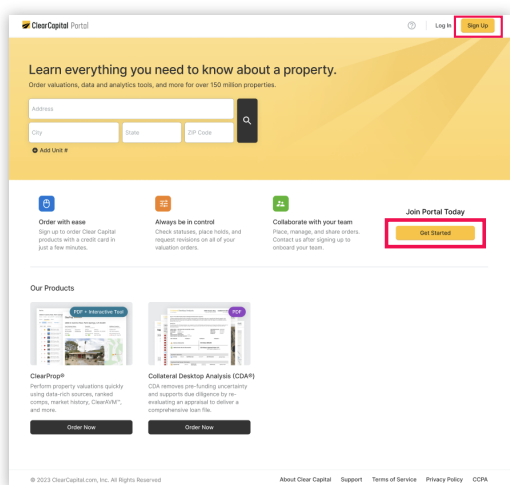 ClearCapital Portal
Log In
Sign Up
Learn everything you need to know about a property.
Order valuations, data and analytics tools, and more for over 150 million properties.
Address
City
State
ZIP Code
Add Unit #
Order with ease
Sign up to order Clear Capital
products with a credit card in
just a few minutes.
Always be in control
Check statuses, place holds, and
request revisions on all of your
valuation orders.
Collaborate with your team
Place, manage, and share orders.
Contact us after signing up to
onboard your team.
Join Portal Today
Get Started
Our Products
PDF + Interactive Tool
PDF
ClearProp®
Perform property valuations quickly
using data-rich sources, ranked
comps, market history, ClearAVM™,
and more.
Order Now
Collateral Desktop Analysis (CDA®)
CDA removes pre-funding uncertainty
and supports due diligence by re-
evaluating an appraisal to deliver a
comprehensive loan file.
Order Now
© 2023 ClearCapital.com, Inc. All Rights Reserved
About Clear Capital Support Terms of Service Privacy Policy CCPA